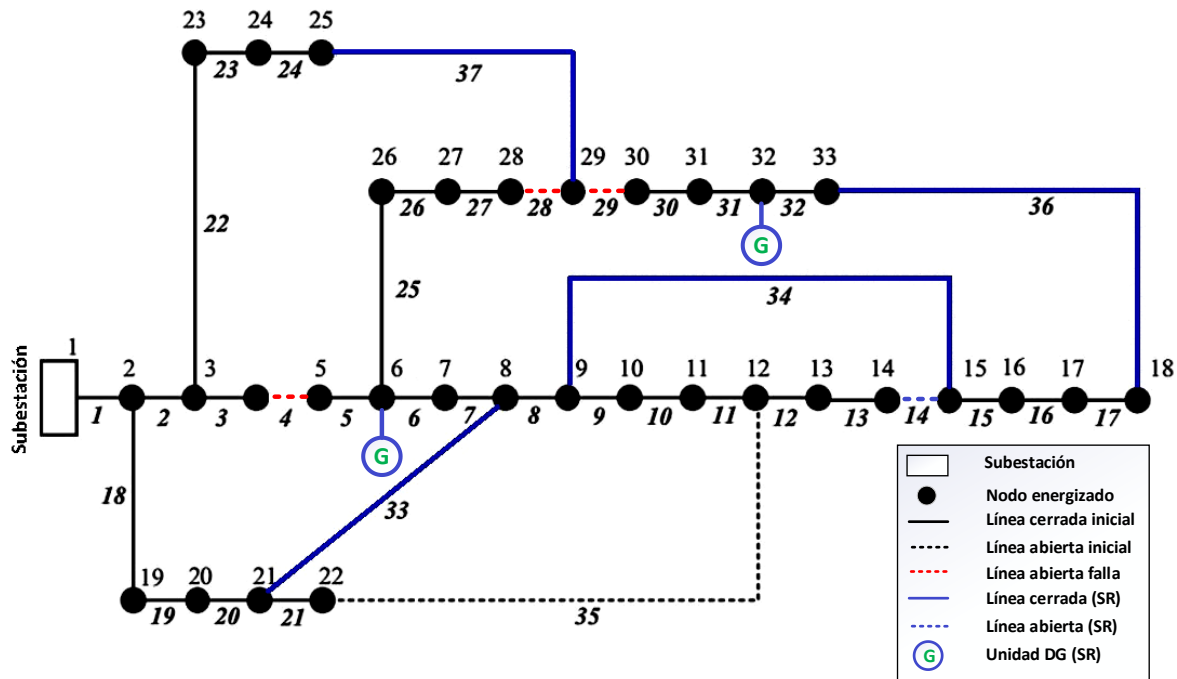 23 24 25
23 24 37
26 27 28 29 30 31 32 33
26 27 28 29 30 31 32 36
G
22
25
34
Subestación
1 2 3 5 6 7 8 9 10 11 12 13 14 15 16 17 18
1 2 3 4 5 6 7 8 9 10 11 12 13 14 15 16 17
G
18
33
19 20 21 22
19 20 21 35
Subestación
Nodo energizado
Línea cerrada inicial
Línea abierta inicial
Línea abierta falla
Línea cerrada (SR)
Línea abierta (SR)
G Unidad DG (SR)